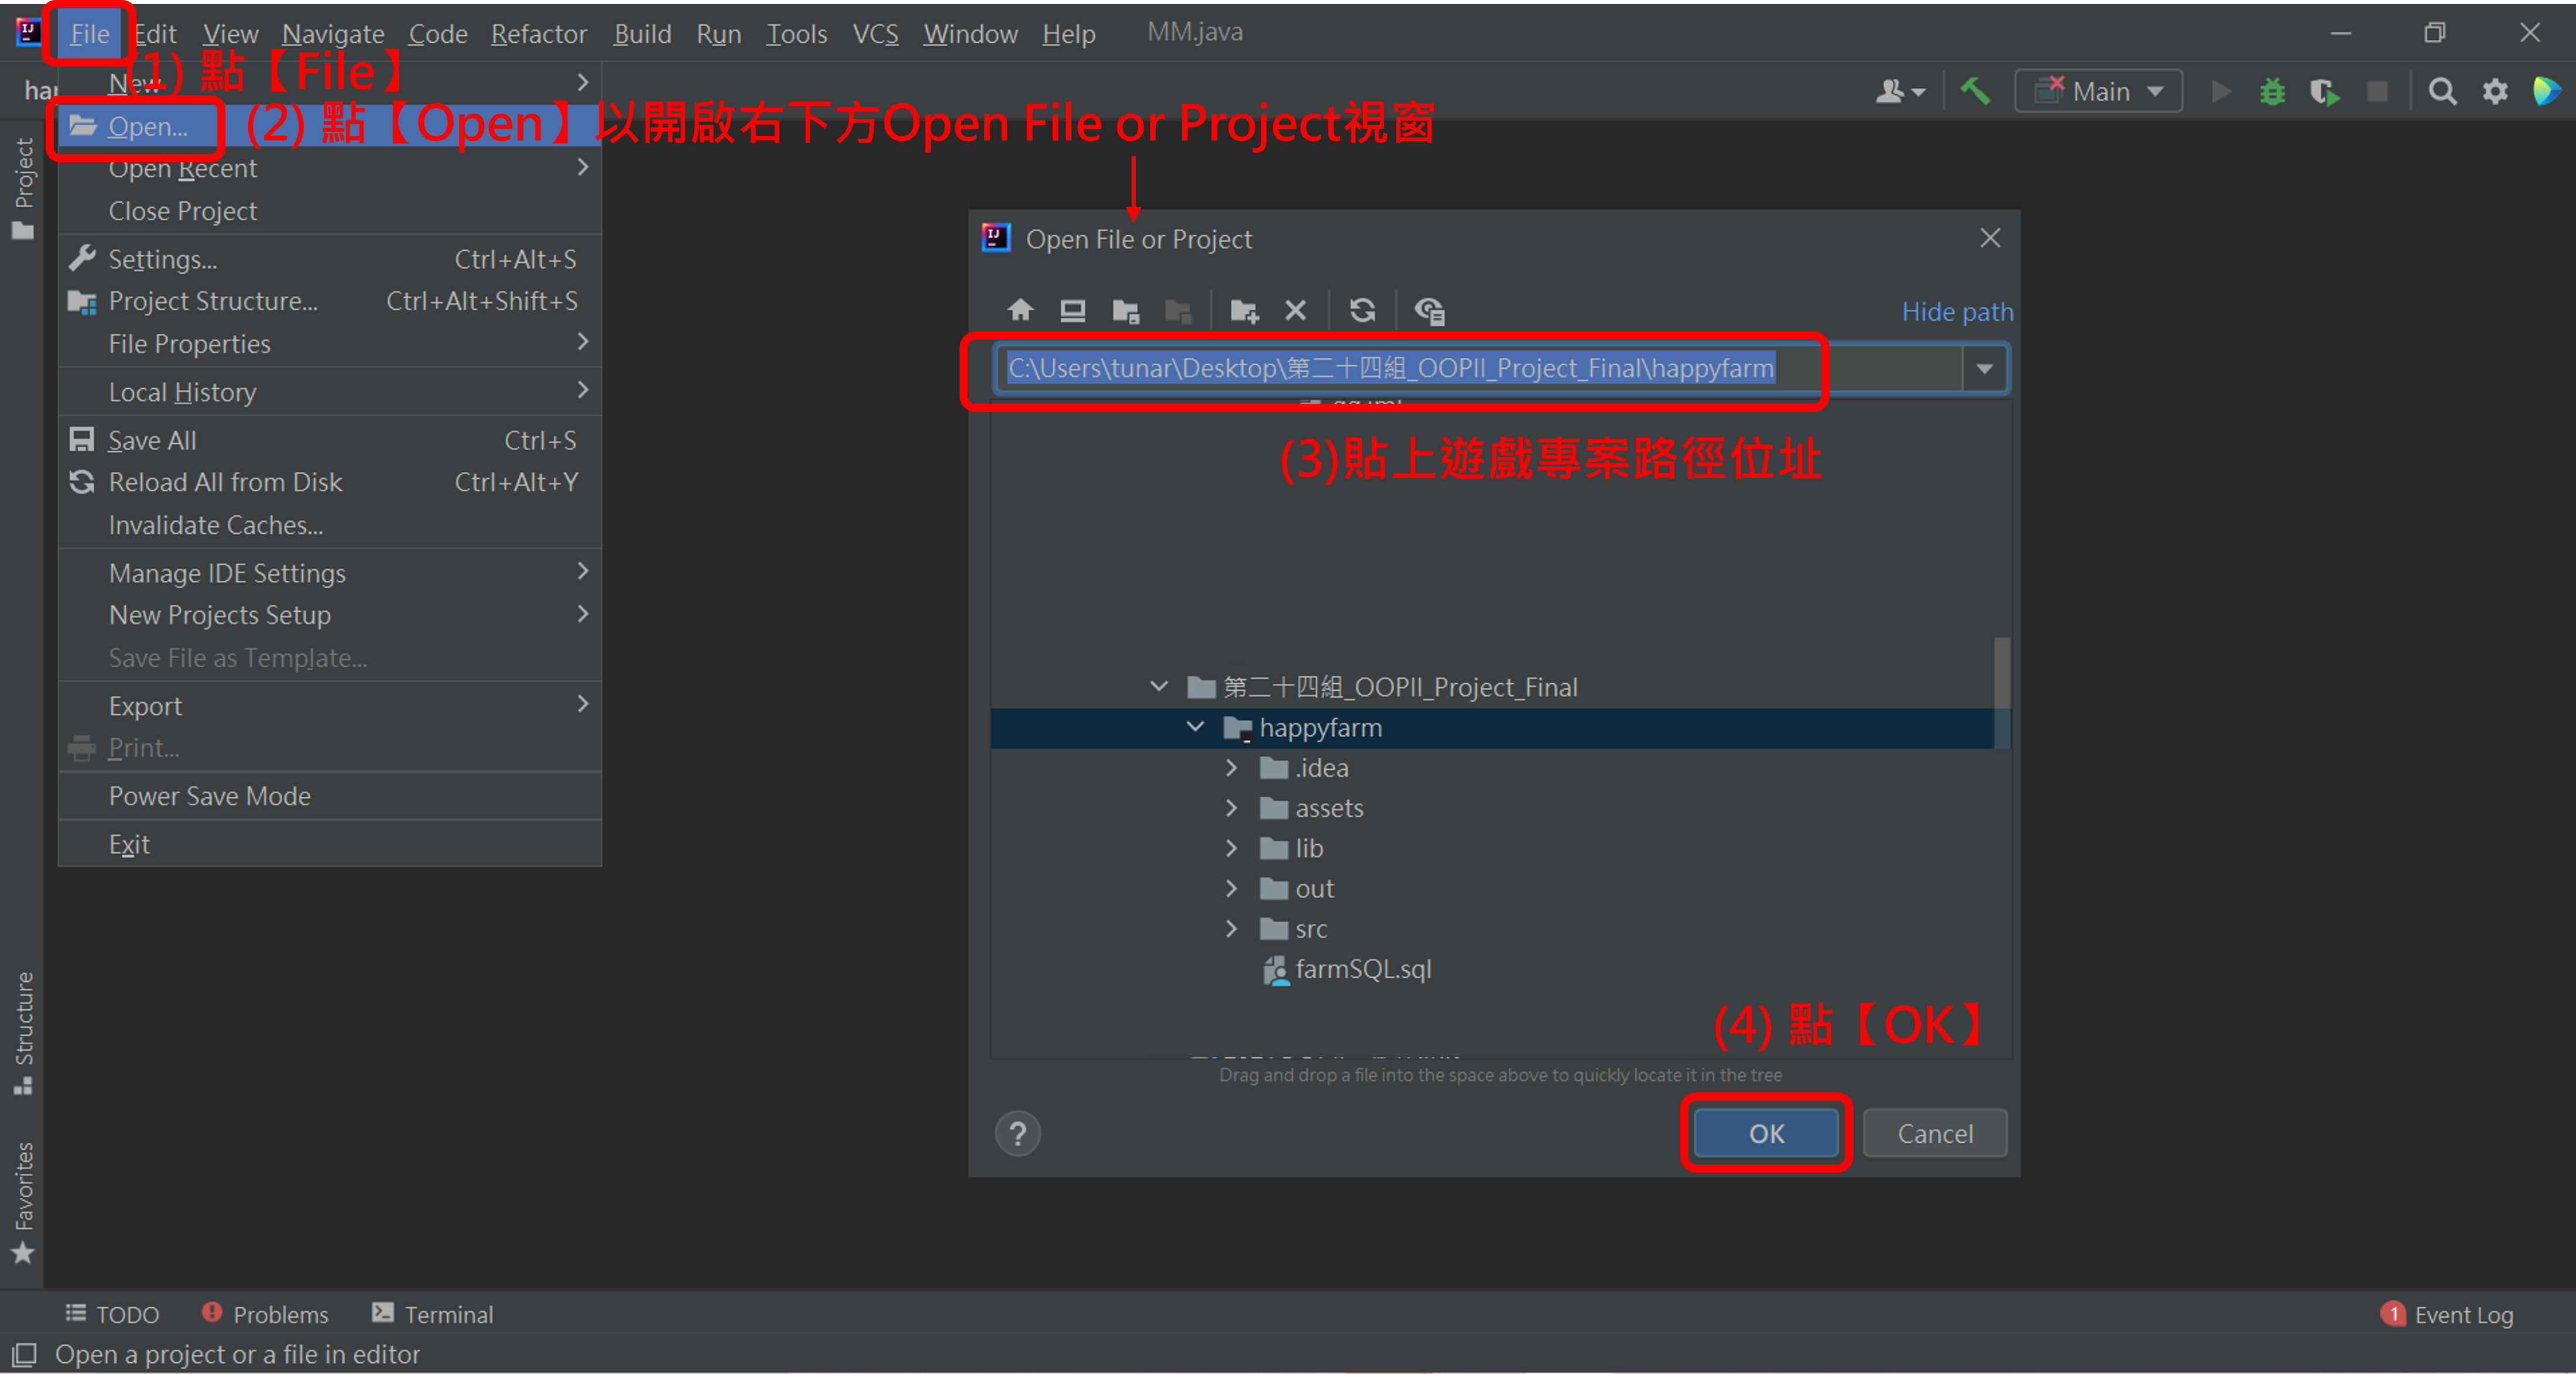 File Edit View Navigate Code Refactor Build Run Tools VCS Window Help MM.java
(1) 點【File】
New
Main
Open...
(2) 點【Open】以開啟右下方Open File or Project視窗
Project
Open Recent
Close Project
Settings... Ctrl+Alt+S
Project Structure... Ctrl+Alt+Shift+S
File Properties
Local History
Save All Ctrl+S
Reload All from Disk Ctrl+Alt+Y
Invalidate Caches...
Manage IDE Settings
New Projects Setup
Save File as Template...
Export
Print...
Power Save Mode
Exit
Open File or Project
Hide path
C:\Users\tunar\Desktop\第二十四組_OOPII_Project_Final\happyfarm
(3)貼上遊戲專案路徑位址
第二十四組_OOPII_Project_Final
happyfarm
.idea
assets
lib
out
src
farmSQL.sql
(4) 點【OK】
Drag and drop a file into the space above to quickly locate it in the tree
? OK Cancel
Structure
Favorites
TODO Problems Terminal 1 Event Log
Open a project or a file in editor